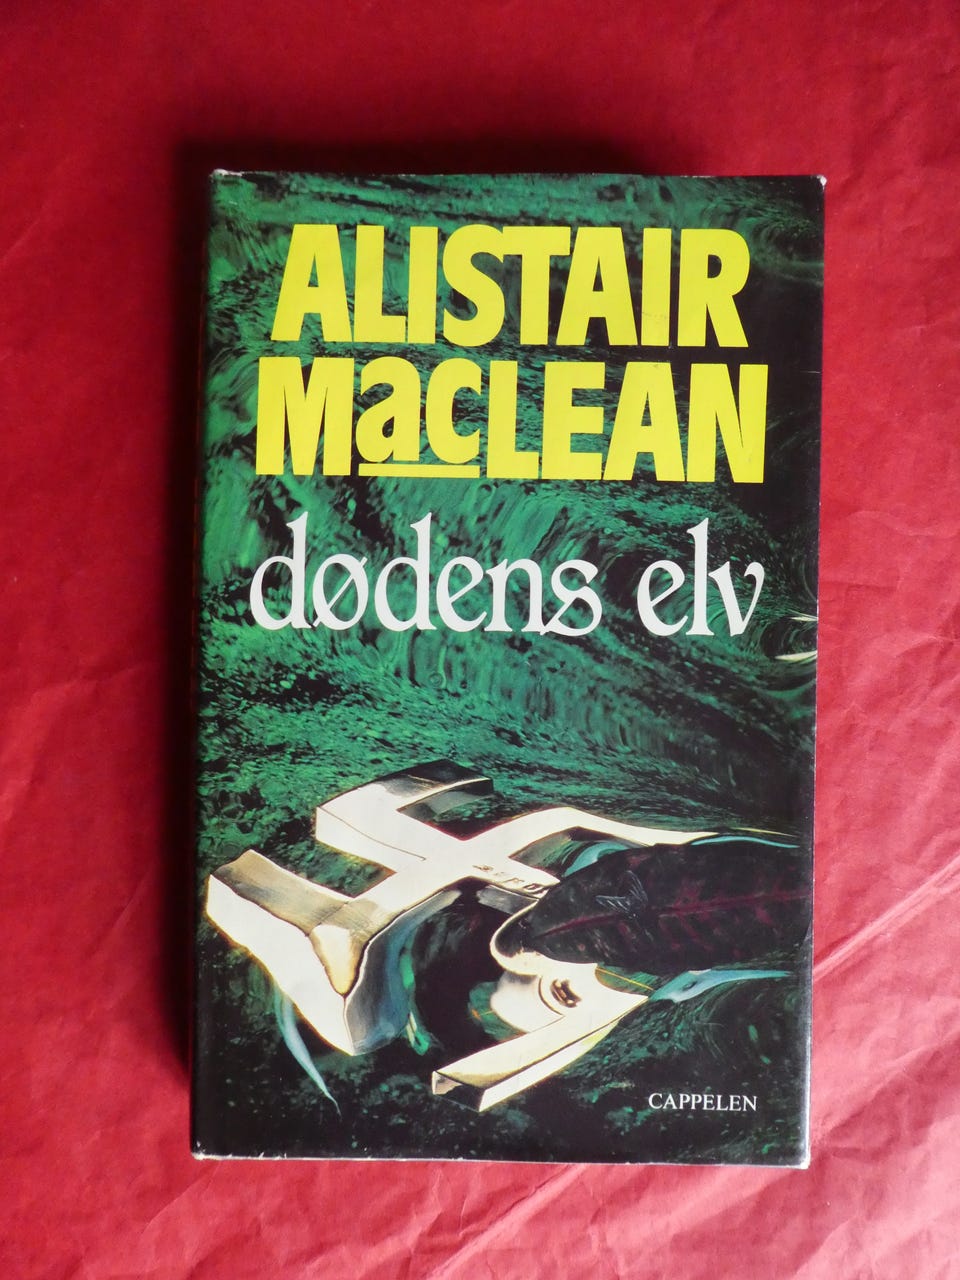 ALISTAIR
MacLEAN
dødens elv
CAPPELEN